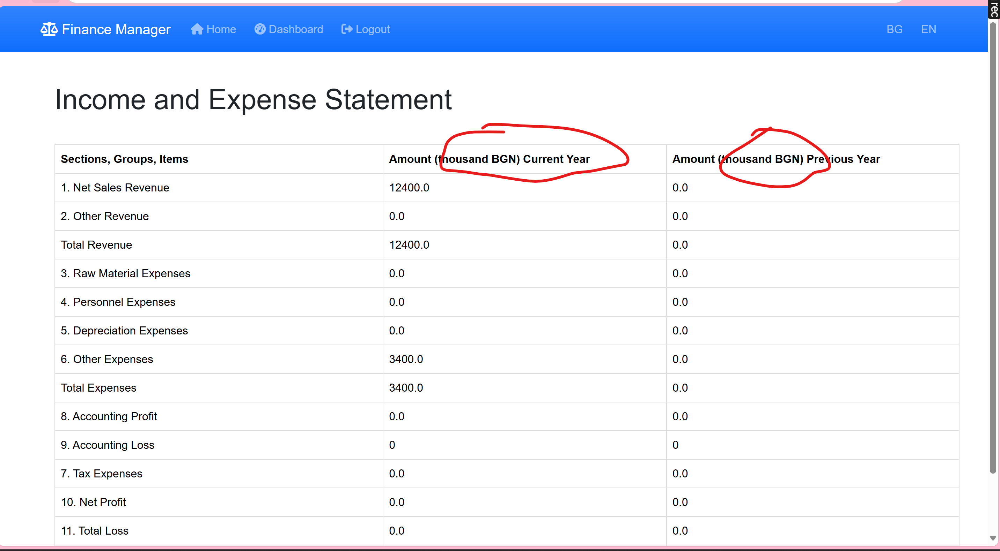 rec
Finance Manager Home Dashboard Logout BG EN
Income and Expense Statement
Sections, Groups, Items Amount (thousand BGN) Current Year Amount (thousand BGN) Previous Year
1. Net Sales Revenue 12400.0 0.0
2. Other Revenue 0.0 0.0
Total Revenue 12400.0 0.0
3. Raw Material Expenses 0.0 0.0
4. Personnel Expenses 0.0 0.0
5. Depreciation Expenses 0.0 0.0
6. Other Expenses 3400.0 0.0
Total Expenses 3400.0 0.0
8. Accounting Profit 0.0 0.0
9. Accounting Loss 0 0
7. Tax Expenses 0.0 0.0
10. Net Profit 0.0 0.0
11. Total Loss 0.0 0.0